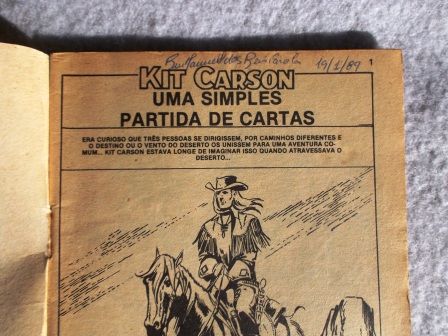 19/1/89
1
KIT CARSON
UMA SIMPLES
PARTIDA DE CARTAS
ERA CURIOSO QUE TRÊS PESSOAS SE DIRIGISSEM, POR CAMINHOS DIFERENTES E
O DESTINO OU O VENTO DO DESERTO OS UNISSEM PARA UMA AVENTURA CO-
MUM... KIT CARSON ESTAVA LONGE DE IMAGINAR ISSO QUANDO ATRAVESSAVA O
DESERTO...